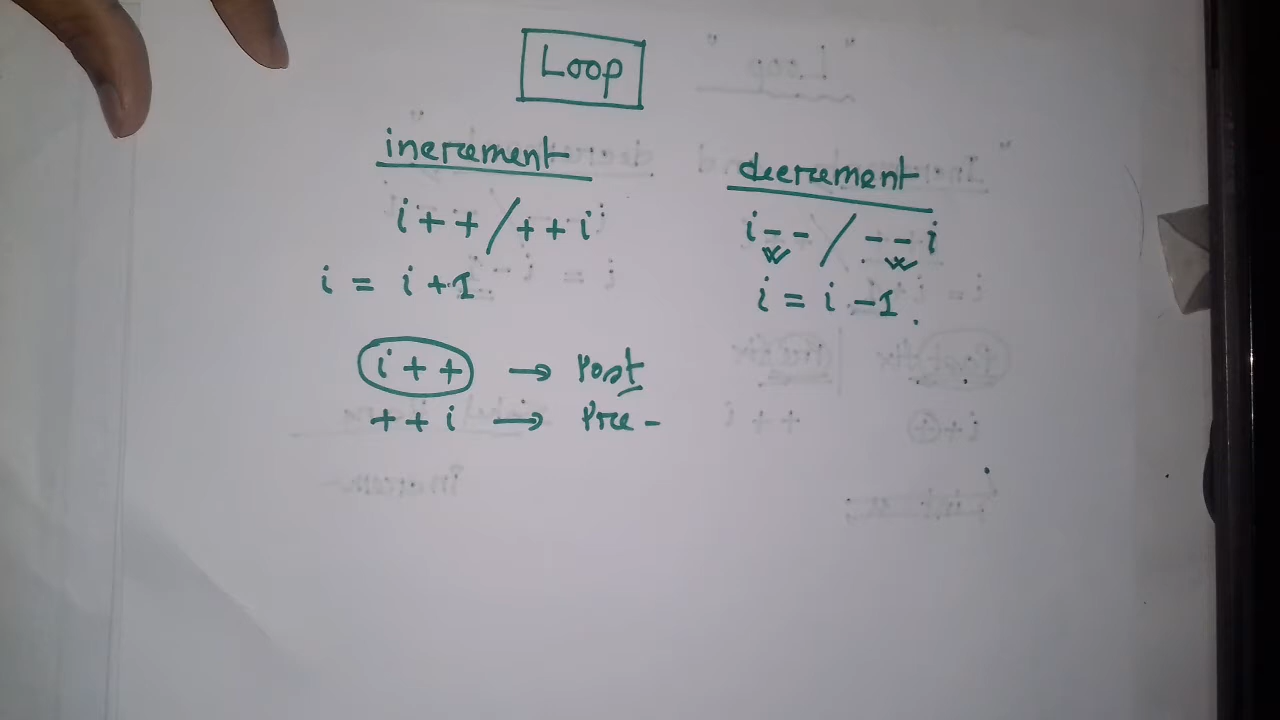 Loop
increment
decrement
i++/++i
i--/--i
i = i+1
i = i-1.
i++ → Post
++i → Pre-